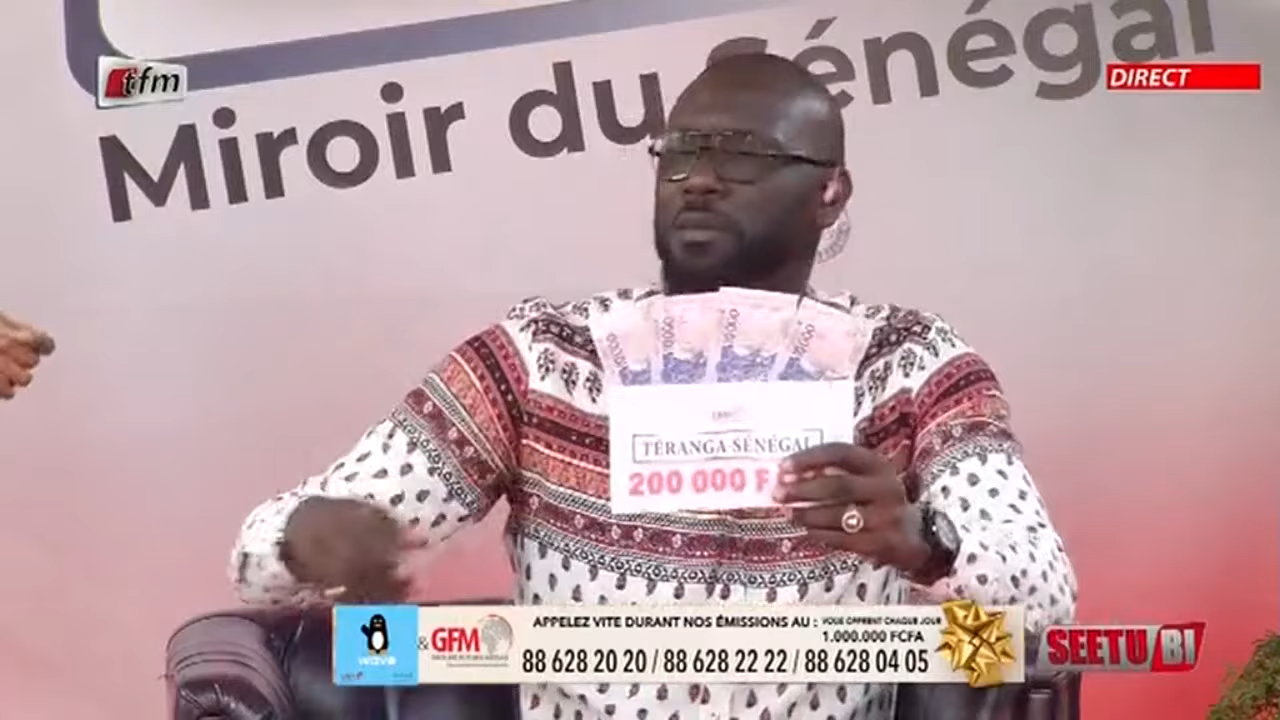 tfm
Miroir du Sénégal
DIRECT
TÉRANGA SÉNÉGAL
200 000 F
wave
& GFM
APPELEZ VITE DURANT NOS ÉMISSIONS AU : VOUS OFFRENT CHAQUE JOUR
1.000.000 FCFA
88 628 20 20 / 88 628 22 22 / 88 628 04 05
SEETU BI